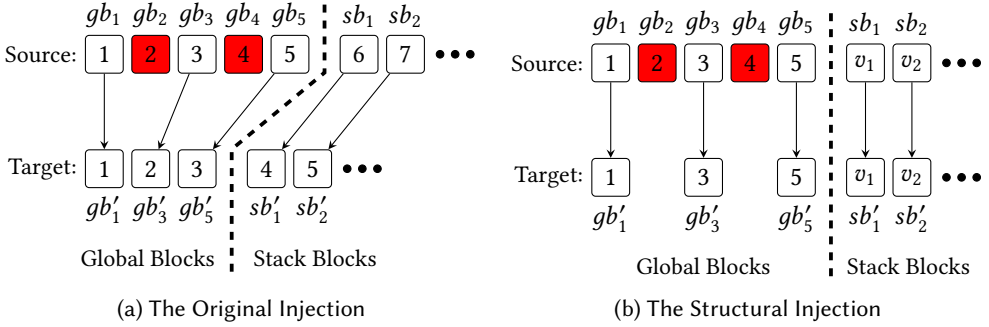 gb₁ gb₂ gb₃ gb₄ gb₅ sb₁ sb₂
Source: 1 2 3 4 5 6 7 •••
Target: 1 2 3 4 5 •••
gb′₁ gb′₃ gb′₅ sb′₁ sb′₂
Global Blocks Stack Blocks
(a) The Original Injection
gb₁ gb₂ gb₃ gb₄ gb₅ sb₁ sb₂
Source: 1 2 3 4 5 v₁ v₂ •••
Target: 1 3 5 v₁ v₂ •••
gb′₁ gb′₃ gb′₅ sb′₁ sb′₂
Global Blocks Stack Blocks
(b) The Structural Injection